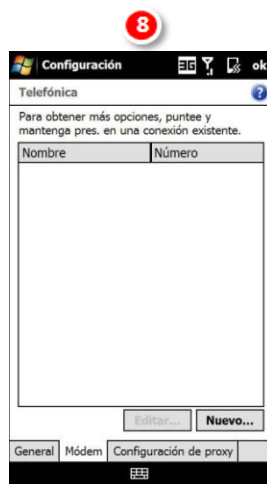 8
Configuración 3G ok
Telefónica ?
Para obtener más opciones, puntee y
mantenga pres. en una conexión existente.
Nombre Número
Editar... Nuevo...
General Módem Configuración de proxy